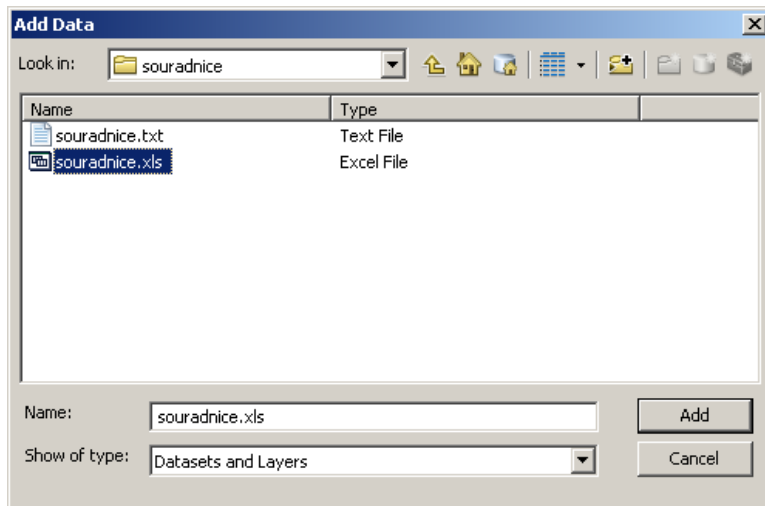 Add Data
Look in: souradnice
Name Type
souradnice.txt Text File
souradnice.xls Excel File
Name: souradnice.xls Add
Show of type: Datasets and Layers Cancel